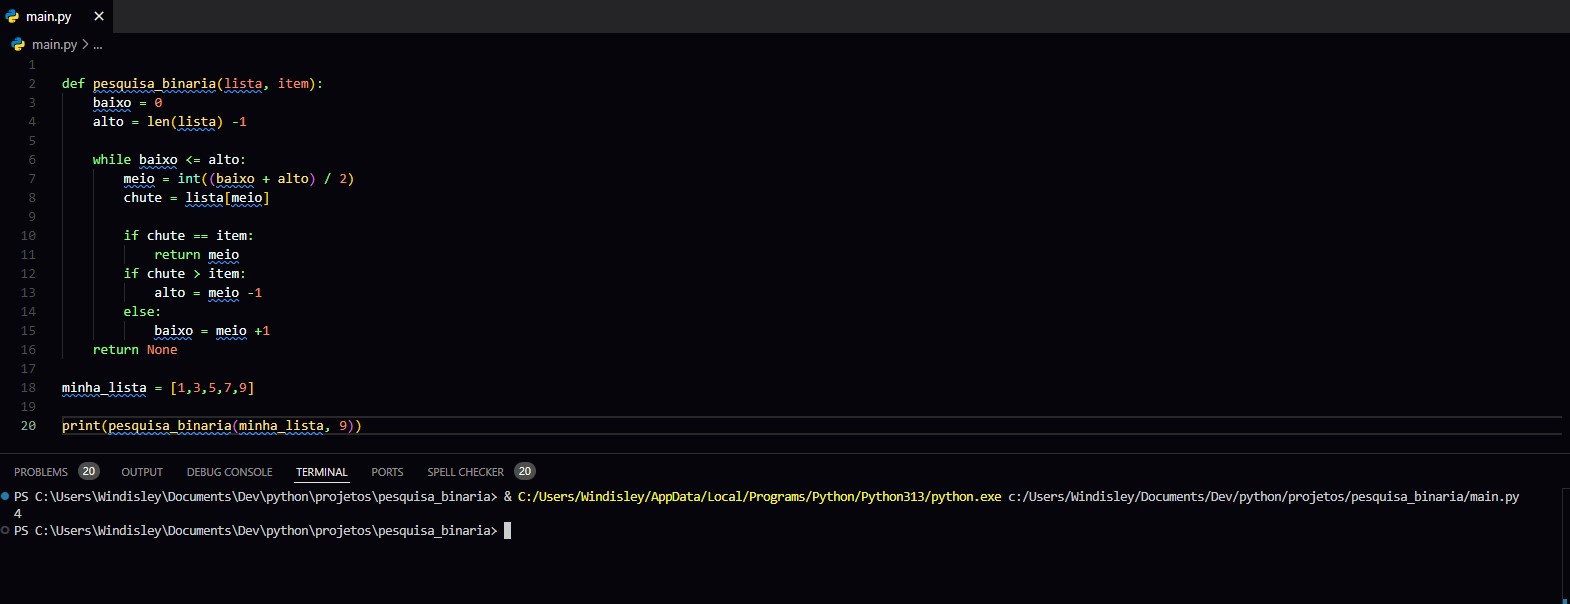 main.py ×
main.py > ...
1
2 def pesquisa_binaria(lista, item):
3     baixo = 0
4     alto = len(lista) -1
5
6     while baixo <= alto:
7         meio = int((baixo + alto) / 2)
8         chute = lista[meio]
9
10         if chute == item:
11             return meio
12         if chute > item:
13             alto = meio -1
14         else:
15             baixo = meio +1
16     return None
17
18 minha_lista = [1,3,5,7,9]
19
20 print(pesquisa_binaria(minha_lista, 9))
PROBLEMS 20 OUTPUT DEBUG CONSOLE TERMINAL PORTS SPELL CHECKER 20
PS C:\Users\Windisley\Documents\Dev\python\projetos\pesquisa_binaria> & C:/Users/Windisley/AppData/Local/Programs/Python/Python313/python.exe c:/Users/Windisley/Documents/Dev/python/projetos/pesquisa_binaria/main.py
4
PS C:\Users\Windisley\Documents\Dev\python\projetos\pesquisa_binaria>